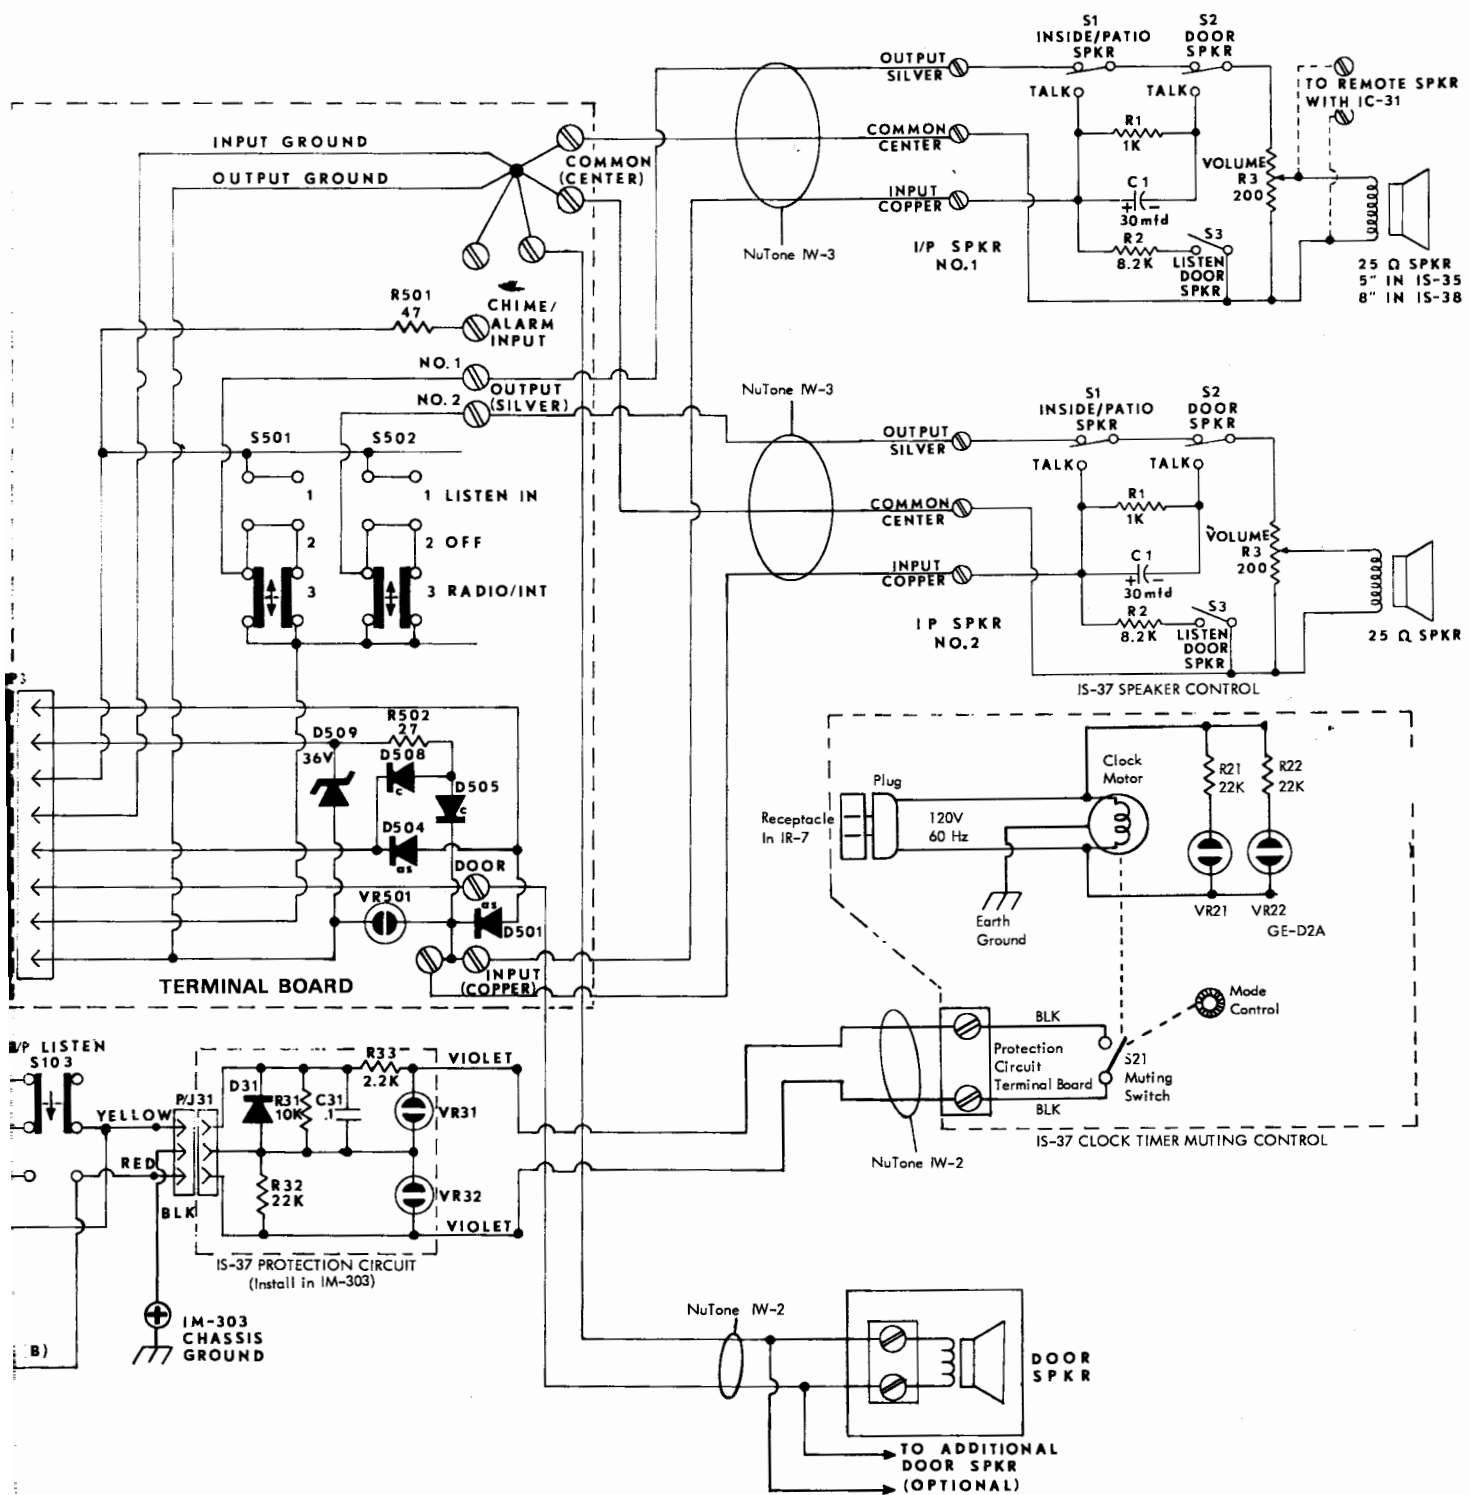 S1
INSIDE/PATIO
SPKR
S2
DOOR
SPKR
OUTPUT
SILVER
TALK
TALK
TO REMOTE SPKR
WITH IC-31
R1
1K
COMMON
CENTER
INPUT GROUND
COMMON
(CENTER)
OUTPUT GROUND
VOLUME
R3
200
C1
+ −
30mfd
INPUT
COPPER
NuTone IW-3
I/P SPKR
NO.1
R2
8.2K
S3
LISTEN
DOOR
SPKR
25 Ω SPKR
5" IN IS-35
8" IN IS-38
R501
47
CHIME/
ALARM
INPUT
NO.1
OUTPUT
(SILVER)
NO.2
NuTone IW-3
S1
INSIDE/PATIO
SPKR
S2
DOOR
SPKR
OUTPUT
SILVER
TALK
TALK
S501
S502
1
1 LISTEN IN
2
2 OFF
3
3 RADIO/INT
R1
1K
COMMON
CENTER
VOLUME
R3
200
C1
+ −
30mfd
INPUT
COPPER
I P SPKR
NO.2
R2
8.2K
S3
LISTEN
DOOR
SPKR
25 Ω SPKR
IS-37 SPEAKER CONTROL
R502
27
D509
36V
D508
c
D505
c
D504
as
DOOR
VR501
as
D501
INPUT
(COPPER)
TERMINAL BOARD
Clock
Motor
Plug
Receptacle
In IR-7
120V
60 Hz
R21
22K
R22
22K
VR21
VR22
GE-D2A
Earth
Ground
Mode
Control
BLK
Protection
Circuit
Terminal Board
S21
Muting
Switch
BLK
IS-37 CLOCK TIMER MUTING CONTROL
NuTone IW-2
I/P LISTEN
S103
R33
2.2K
VIOLET
D31
R31
10K
C31
.1
VR31
P/J31
YELLOW
RED
BLK
R32
22K
VR32
VIOLET
IS-37 PROTECTION CIRCUIT
(Install in IM-303)
IM-303
CHASSIS
GROUND
B)
NuTone IW-2
DOOR
SPKR
TO ADDITIONAL
DOOR SPKR
(OPTIONAL)